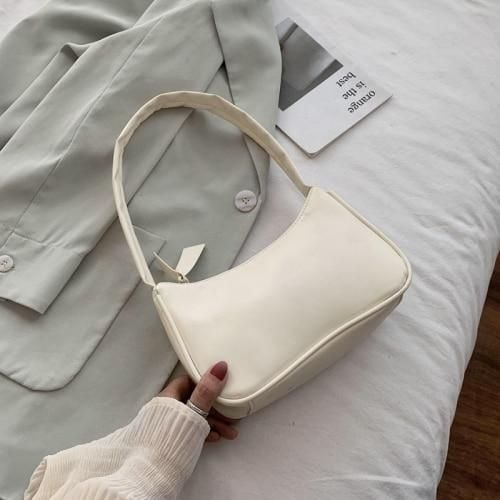 orange
is the
best